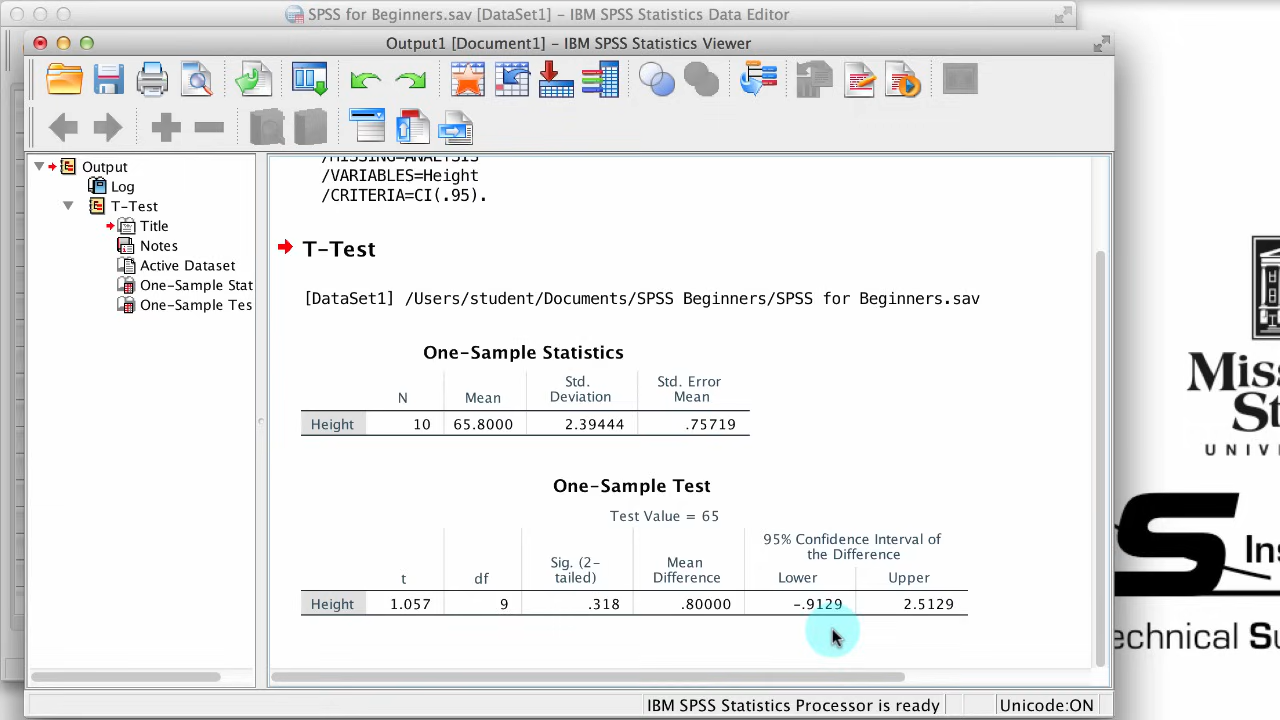 SPSS for Beginners.sav [DataSet1] – IBM SPSS Statistics Data Editor
Output1 [Document1] – IBM SPSS Statistics Viewer
Output
Log
T-Test
Title
Notes
Active Dataset
One-Sample Stat
One-Sample Tes
/MISSING=ANALYSIS
/VARIABLES=Height
/CRITERIA=CI(.95).
T-Test
[DataSet1] /Users/student/Documents/SPSS Beginners/SPSS for Beginners.sav
One-Sample Statistics
N Mean Std. Deviation Std. Error Mean
Height 10 65.8000 2.39444 .75719
One-Sample Test
Test Value = 65
95% Confidence Interval of the Difference
t df Sig. (2-tailed) Mean Difference Lower Upper
Height 1.057 9 .318 .80000 -.9129 2.5129
IBM SPSS Statistics Processor is ready
Unicode:ON
Miss
St
UNIVE
S Ins
echnical Su